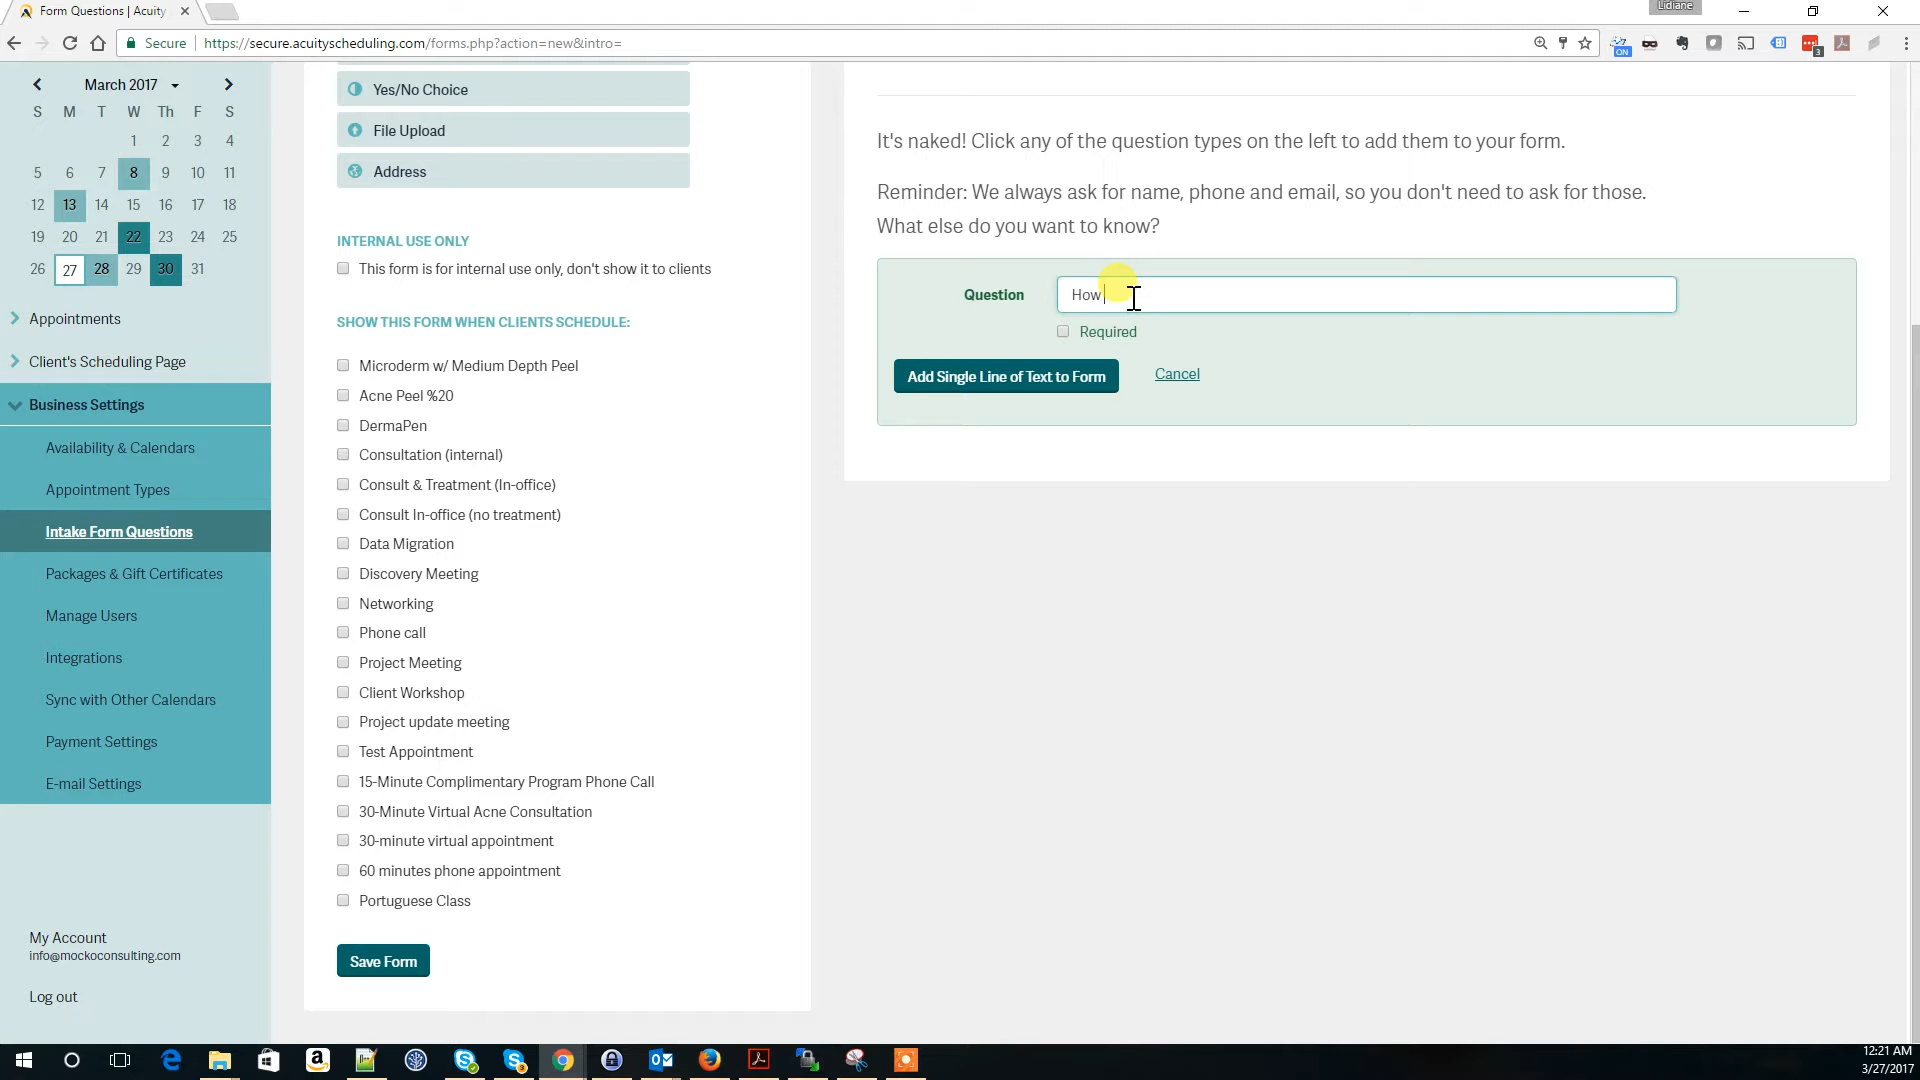 Form Questions | Acuity
Lidiane
Secure
https://secure.acuityscheduling.com/forms.php?action=new&intro=
ON
3
March 2017
S M T W Th F S
1 2 3 4
5 6 7 8 9 10 11
12 13 14 15 16 17 18
19 20 21 22 23 24 25
26 27 28 29 30 31
Appointments
Client's Scheduling Page
Business Settings
Availability & Calendars
Appointment Types
Intake Form Questions
Packages & Gift Certificates
Manage Users
Integrations
Sync with Other Calendars
Payment Settings
E-mail Settings
My Account
info@mockoconsulting.com
Log out
Yes/No Choice
File Upload
Address
INTERNAL USE ONLY
This form is for internal use only, don't show it to clients
SHOW THIS FORM WHEN CLIENTS SCHEDULE:
Microderm w/ Medium Depth Peel
Acne Peel %20
DermaPen
Consultation (internal)
Consult & Treatment (In-office)
Consult In-office (no treatment)
Data Migration
Discovery Meeting
Networking
Phone call
Project Meeting
Client Workshop
Project update meeting
Test Appointment
15-Minute Complimentary Program Phone Call
30-Minute Virtual Acne Consultation
30-minute virtual appointment
60 minutes phone appointment
Portuguese Class
Save Form
It's naked! Click any of the question types on the left to add them to your form.
Reminder: We always ask for name, phone and email, so you don't need to ask for those.
What else do you want to know?
Question
How
Required
Add Single Line of Text to Form
Cancel
12:21 AM
3/27/2017